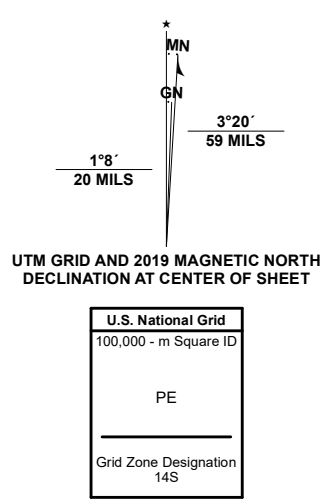 ★
MN
GN
3°20´
59 MILS
1°8´
20 MILS
UTM GRID AND 2019 MAGNETIC NORTH
DECLINATION AT CENTER OF SHEET
U.S. National Grid
100,000 - m Square ID
PE
Grid Zone Designation
14S